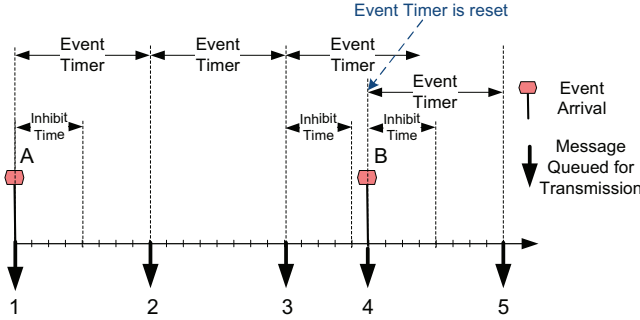 Event Timer is reset
Event
Timer
Event
Timer
Event
Timer
Event
Timer
Inhibit
Time
Inhibit
Time
Inhibit
Time
A
B
Event
Arrival
Message
Queued for
Transmission
1
2
3
4
5